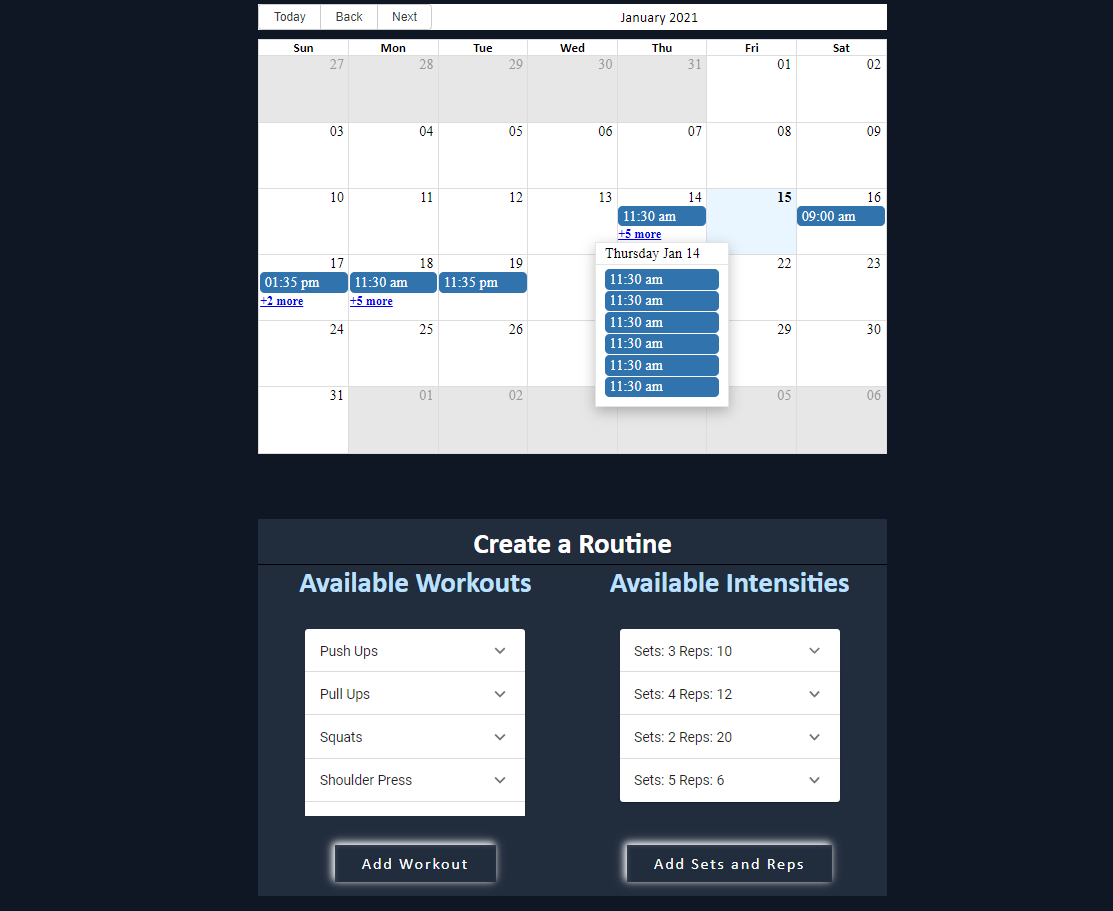 Today Back Next January 2021
Sun Mon Tue Wed Thu Fri Sat
27 28 29 30 31 01 02
03 04 05 06 07 08 09
10 11 12 13 14 15 16
11:30 am 09:00 am
+5 more
Thursday Jan 14
17 18 19 22 23
01:35 pm 11:30 am 11:35 pm
+2 more +5 more
11:30 am
11:30 am
11:30 am
11:30 am
11:30 am
11:30 am
24 25 26 29 30
31 01 02 05 06
Create a Routine
Available Workouts
Push Ups
Pull Ups
Squats
Shoulder Press
Add Workout
Available Intensities
Sets: 3 Reps: 10
Sets: 4 Reps: 12
Sets: 2 Reps: 20
Sets: 5 Reps: 6
Add Sets and Reps